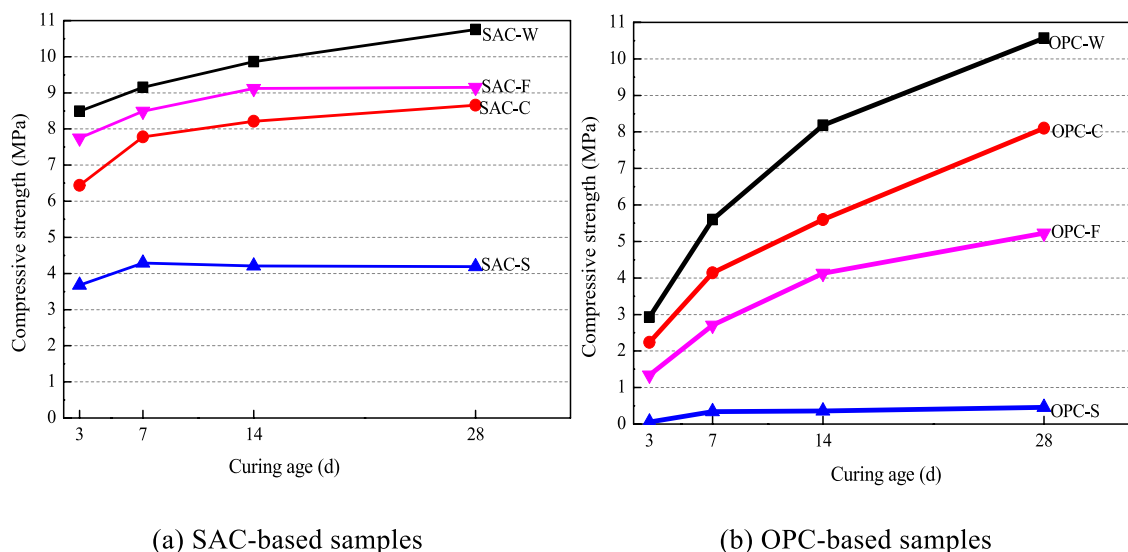 Compressive strength (MPa)
11
10
9
8
7
6
5
4
3
2
1
0
SAC-W
SAC-F
SAC-C
SAC-S
3 7 14 28
Curing age (d)
(a) SAC-based samples
Compressive strength (MPa)
11
10
9
8
7
6
5
4
3
2
1
0
OPC-W
OPC-C
OPC-F
OPC-S
3 7 14 28
Curing age (d)
(b) OPC-based samples